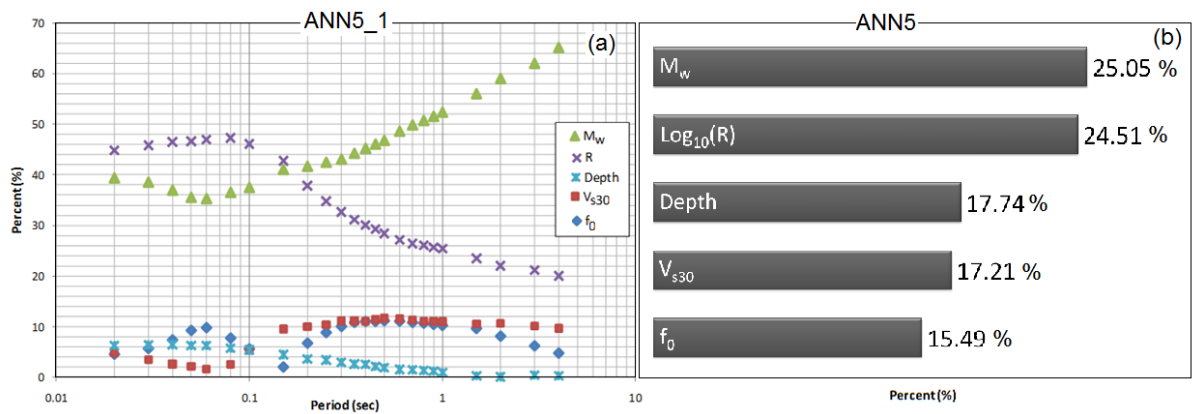 ANN5_1
(a)
70
60
50
40
30
20
10
0
Percent (%)
0.01
0.1
1
10
Period (sec)
Mw
R
Depth
Vs30
f0
ANN5
(b)
Mw
25.05 %
Log10(R)
24.51 %
Depth
17.74 %
Vs30
17.21 %
f0
15.49 %
Percent (%)